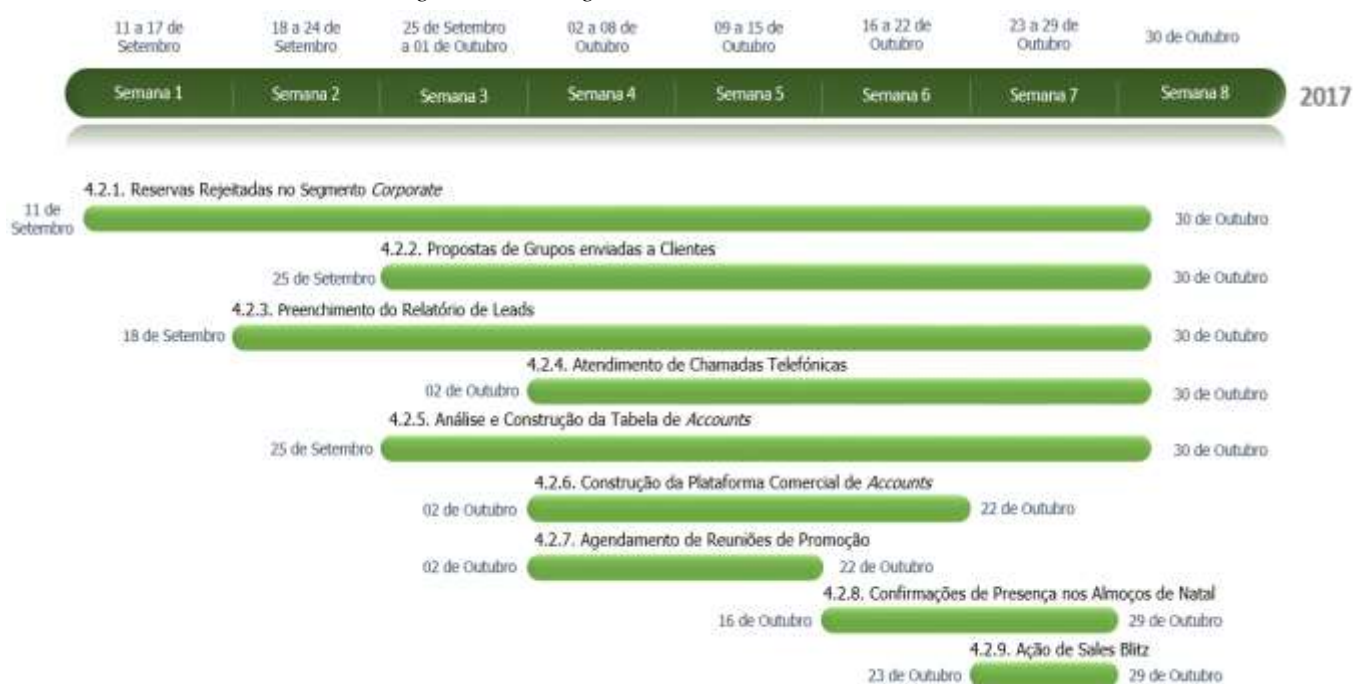 11 a 17 de Setembro
18 a 24 de Setembro
25 de Setembro a 01 de Outubro
02 a 08 de Outubro
09 a 15 de Outubro
16 a 22 de Outubro
23 a 29 de Outubro
30 de Outubro
Semana 1
Semana 2
Semana 3
Semana 4
Semana 5
Semana 6
Semana 7
Semana 8
2017
4.2.1. Reservas Rejeitadas no Segmento Corporate
11 de Setembro
30 de Outubro
4.2.2. Propostas de Grupos enviadas a Clientes
25 de Setembro
30 de Outubro
4.2.3. Preenchimento do Relatório de Leads
18 de Setembro
30 de Outubro
4.2.4. Atendimento de Chamadas Telefónicas
02 de Outubro
30 de Outubro
4.2.5. Análise e Construção da Tabela de Accounts
25 de Setembro
30 de Outubro
4.2.6. Construção da Plataforma Comercial de Accounts
02 de Outubro
22 de Outubro
4.2.7. Agendamento de Reuniões de Promoção
02 de Outubro
22 de Outubro
4.2.8. Confirmações de Presença nos Almoços de Natal
16 de Outubro
29 de Outubro
4.2.9. Ação de Sales Blitz
23 de Outubro
29 de Outubro